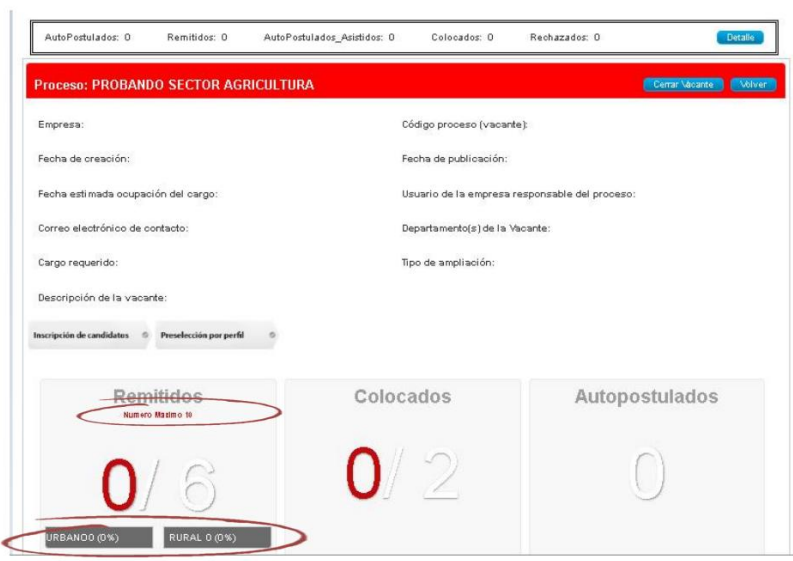 AutoPostulados: 0 Remitidos: 0 AutoPostulados_Asistidos: 0 Colocados: 0 Rechazados: 0 Detalle
Proceso: PROBANDO SECTOR AGRICULTURA Cerrar Vacante Volver
Empresa: Código proceso (vacante):
Fecha de creación: Fecha de publicación:
Fecha estimada ocupación del cargo: Usuario de la empresa responsable del proceso:
Correo electrónico de contacto: Departamento(s) de la Vacante:
Cargo requerido: Tipo de ampliación:
Descripción de la vacante:
Inscripción de candidatos Preselección por perfil
Remitidos Colocados Autopostulados
Numero Maximo 10
0/ 6 0/ 2 0
URBANO0 (0%) RURAL 0 (0%)